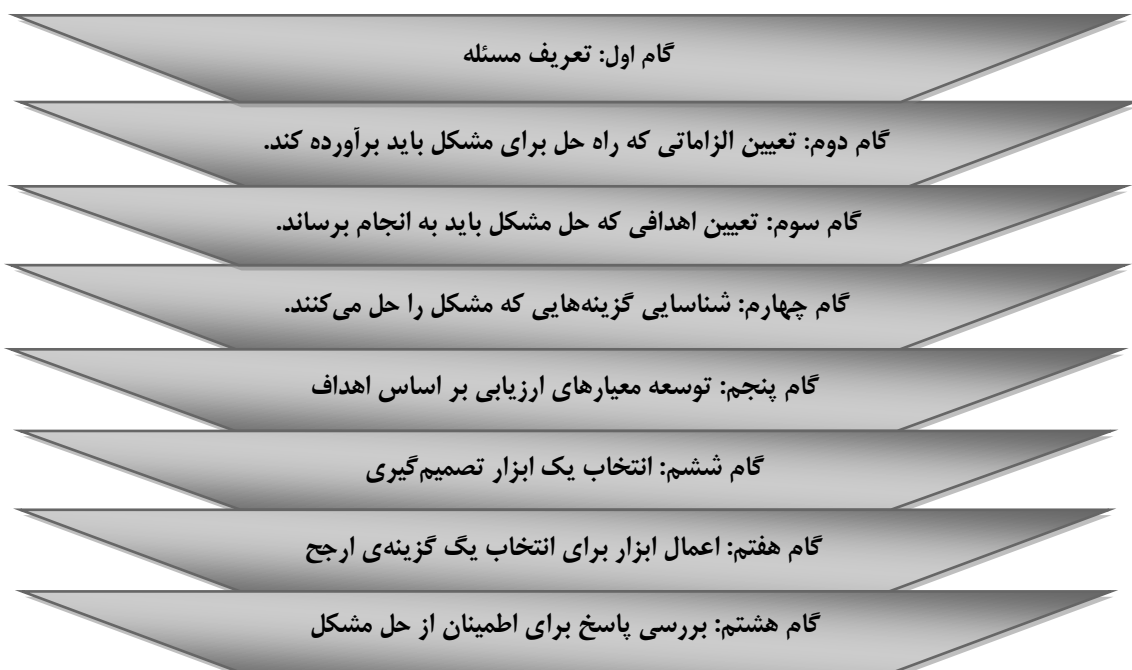 گام اول: تعریف مسئله
گام دوم: تعیین الزاماتی که راه حل برای مشکل باید برآورده کند.
گام سوم: تعیین اهدافی که حل مشکل باید به انجام برساند.
گام چهارم: شناسایی گزینه‌هایی که مشکل را حل می‌کنند.
گام پنجم: توسعه معیارهای ارزیابی بر اساس اهداف
گام ششم: انتخاب یک ابزار تصمیم‌گیری
گام هفتم: اعمال ابزار برای انتخاب یگ گزینه‌ی ارجح
گام هشتم: بررسی پاسخ برای اطمینان از حل مشکل